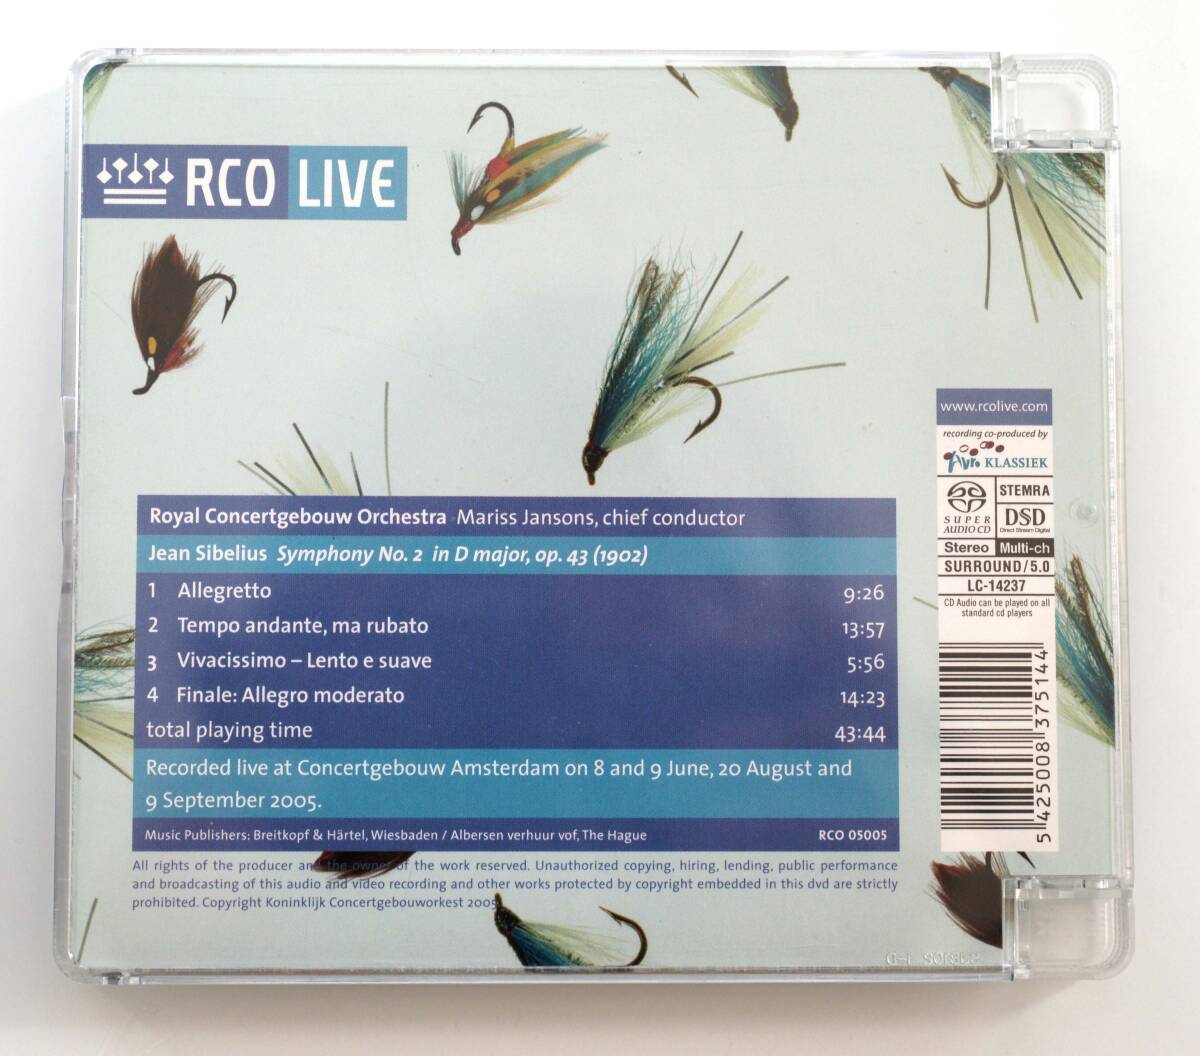 RCO LIVE
www.rcolive.com
recording co-produced by
Avro KLASSIEK
SUPER AUDIO CD
STEMRA
DSD
Direct Stream Digital
Stereo Multi-ch
SURROUND/5.0
LC-14237
CD Audio can be played on all
standard cd players
5 425008 375144
Royal Concertgebouw Orchestra Mariss Jansons, chief conductor
Jean Sibelius Symphony No. 2 in D major, op. 43 (1902)
1 Allegretto 9:26
2 Tempo andante, ma rubato 13:57
3 Vivacissimo – Lento e suave 5:56
4 Finale: Allegro moderato 14:23
total playing time 43:44
Recorded live at Concertgebouw Amsterdam on 8 and 9 June, 20 August and
9 September 2005.
Music Publishers: Breitkopf & Härtel, Wiesbaden / Albersen verhuur vof, The Hague RCO 05005
All rights of the producer and the owner of the work reserved. Unauthorized copying, hiring, lending, public performance
and broadcasting of this audio and video recording and other works protected by copyright embedded in this dvd are strictly
prohibited. Copyright Koninklijk Concertgebouworkest 2005